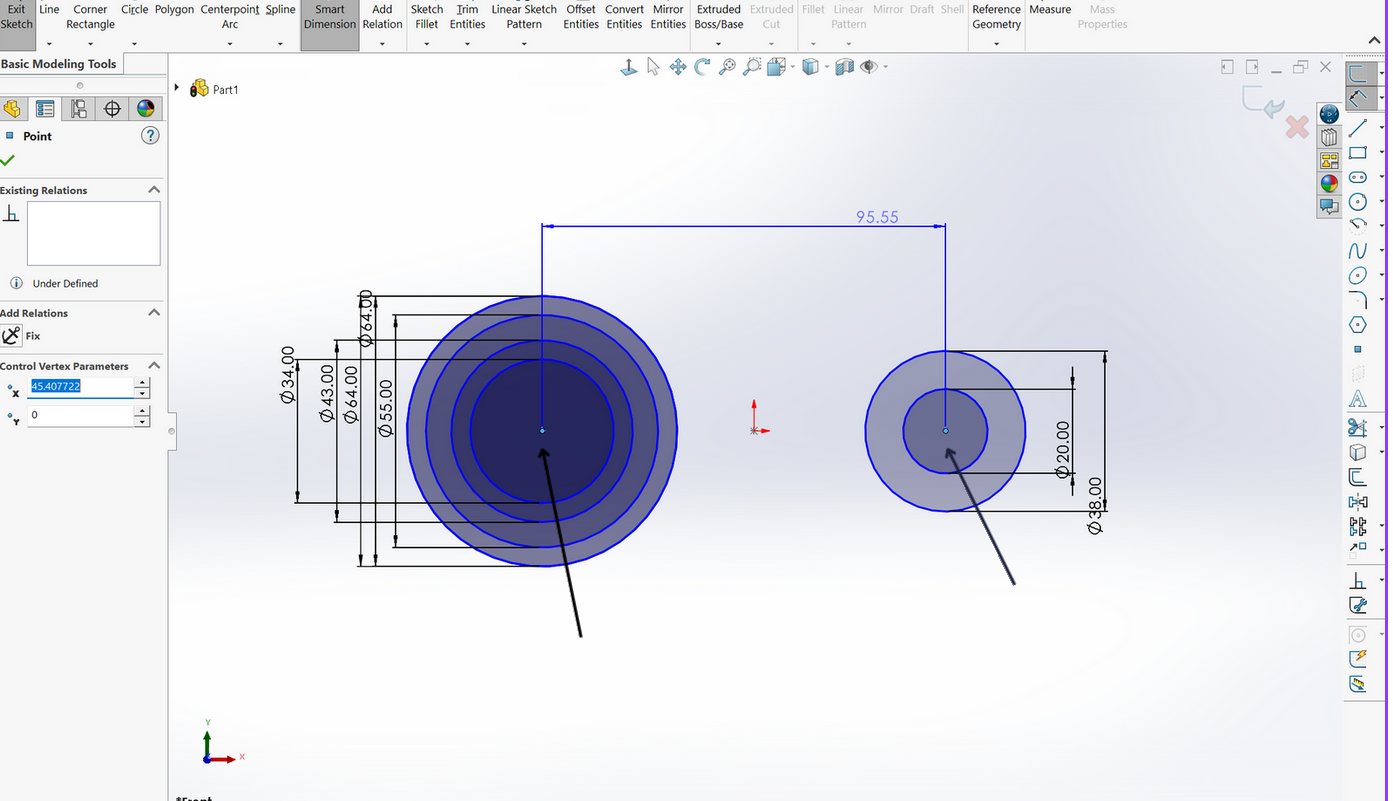 Exit Sketch
Line
Corner Rectangle
Circle
Polygon
Centerpoint Arc
Spline
Smart Dimension
Add Relation
Sketch Fillet
Trim Entities
Linear Sketch Pattern
Offset Entities
Convert Entities
Mirror Entities
Extruded Boss/Base
Extruded Cut
Fillet
Linear Pattern
Mirror
Draft
Shell
Reference Geometry
Measure
Mass Properties
Basic Modeling Tools
Part1
Point
Existing Relations
Under Defined
Add Relations
Fix
Control Vertex Parameters
X
45.407722
Y
0
95.55
Ø64.00
Ø34.00
Ø43.00
Ø64.00
Ø55.00
Ø20.00
Ø38.00
Y
X
*Front